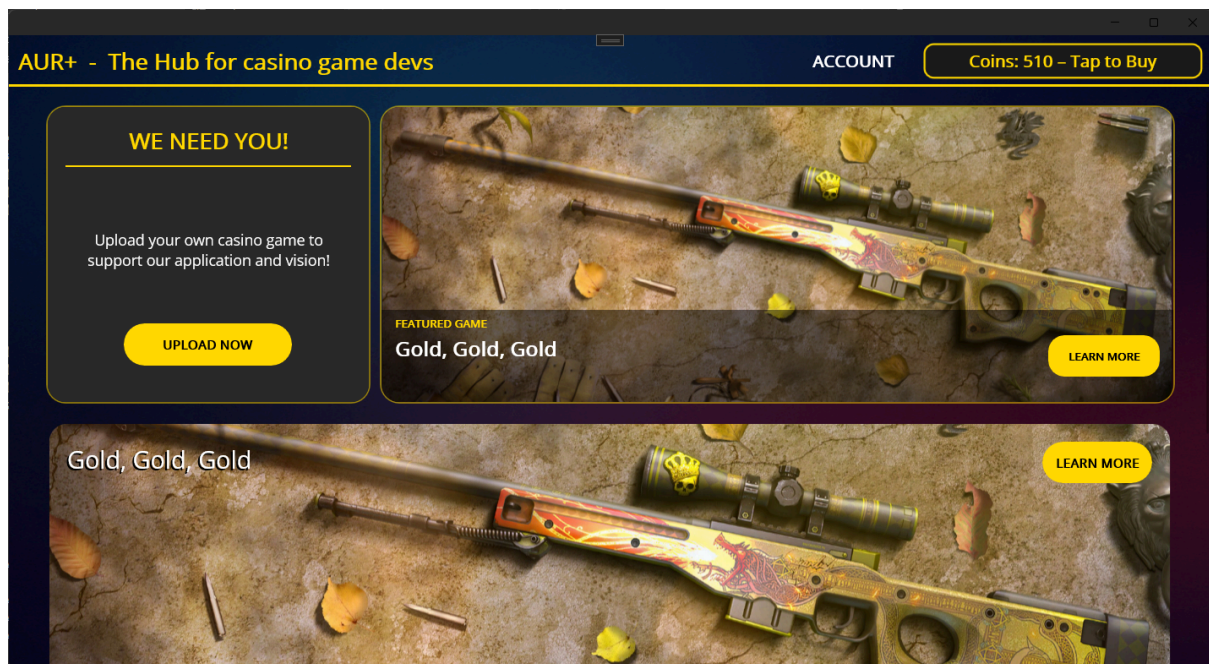 AUR+ - The Hub for casino game devs
ACCOUNT
Coins: 510 – Tap to Buy
WE NEED YOU!
Upload your own casino game to
support our application and vision!
UPLOAD NOW
FEATURED GAME
Gold, Gold, Gold
LEARN MORE
Gold, Gold, Gold
LEARN MORE